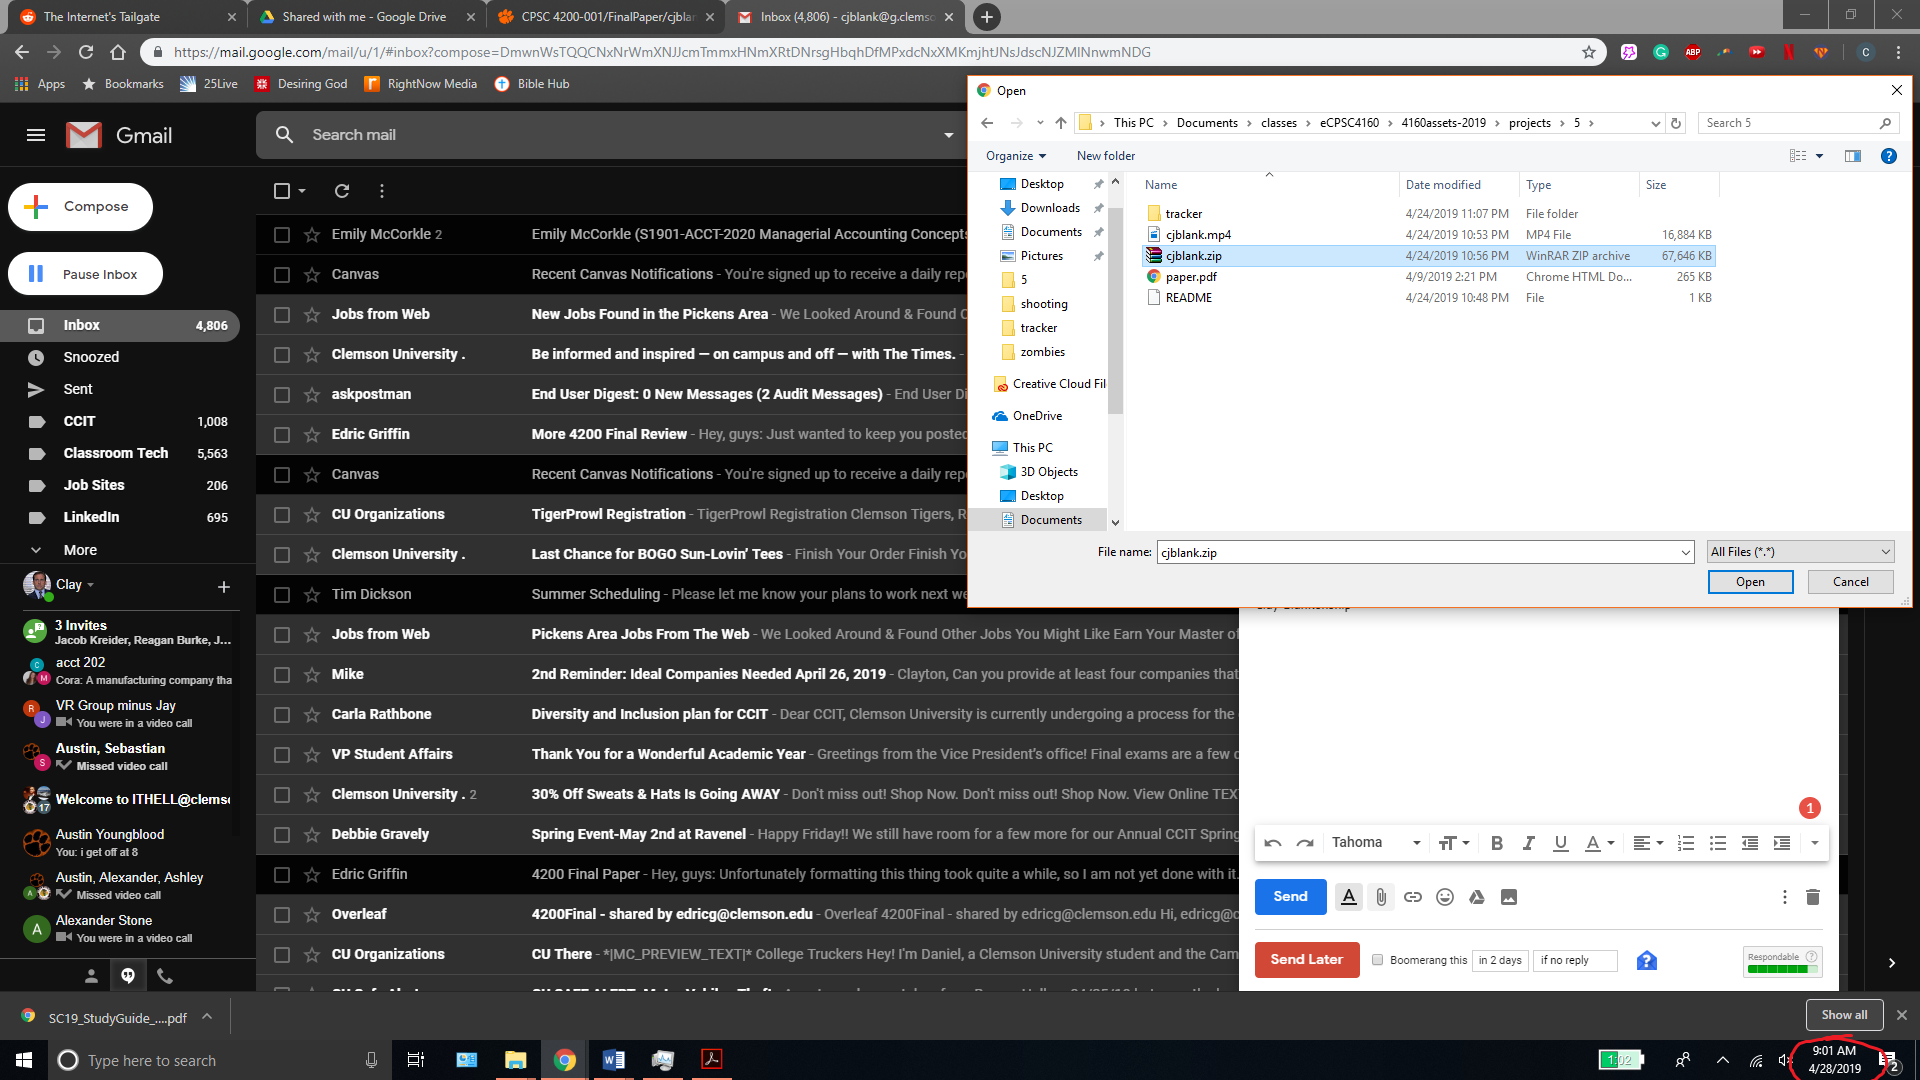 The Internet's Tailgate
Shared with me - Google Drive
CPSC 4200-001/FinalPaper/cjblan
Inbox (4,806) - cjblank@g.clemso
https://mail.google.com/mail/u/1/#inbox?compose=DmwnWsTQQCNxNrWmXNJJcmTmmxHNmXRtDNrsgHbqhDfMPxdcNxXMKmjhtJNsJdscNJZMlNnwmNDG
Apps
Bookmarks
25Live
Desiring God
RightNow Media
Bible Hub
Gmail
Search mail
Compose
Pause Inbox
Inbox 4,806
Snoozed
Sent
CCIT 1,008
Classroom Tech 5,563
Job Sites 206
LinkedIn 695
More
Clay
3 Invites
Jacob Kreider, Reagan Burke, J...
acct 202
Cora: A manufacturing company tha
VR Group minus Jay
You were in a video call
Austin, Sebastian
Missed video call
Welcome to ITHELL@clems
Austin Youngblood
You: i get off at 8
Austin, Alexander, Ashley
Missed video call
Alexander Stone
You were in a video call
Emily McCorkle 2 Emily McCorkle (S1901-ACCT-2020 Managerial Accounting Concepts
Canvas Recent Canvas Notifications - You're signed up to receive a daily rep
Jobs from Web New Jobs Found in the Pickens Area - We Looked Around & Found C
Clemson University . Be informed and inspired — on campus and off — with The Times. -
askpostman End User Digest: 0 New Messages (2 Audit Messages) - End User Di
Edric Griffin More 4200 Final Review - Hey, guys: Just wanted to keep you posted
Canvas Recent Canvas Notifications - You're signed up to receive a daily repo
CU Organizations TigerProwl Registration - TigerProwl Registration Clemson Tigers, R
Clemson University . Last Chance for BOGO Sun-Lovin' Tees - Finish Your Order Finish Yo
Tim Dickson Summer Scheduling - Please let me know your plans to work next we
Jobs from Web Pickens Area Jobs From The Web - We Looked Around & Found Other Jobs You Might Like Earn Your Master of
Mike 2nd Reminder: Ideal Companies Needed April 26, 2019 - Clayton, Can you provide at least four companies that
Carla Rathbone Diversity and Inclusion plan for CCIT - Dear CCIT, Clemson University is currently undergoing a process for the
VP Student Affairs Thank You for a Wonderful Academic Year - Greetings from the Vice President's office! Final exams are a few d
Clemson University . 2 30% Off Sweats & Hats Is Going AWAY - Don't miss out! Shop Now. Don't miss out! Shop Now. View Online TEX
Debbie Gravely Spring Event-May 2nd at Ravenel - Happy Friday!! We still have room for a few more for our Annual CCIT Spring
Edric Griffin 4200 Final Paper - Hey, guys: Unfortunately formatting this thing took quite a while, so I am not yet done with it.
Overleaf 4200Final - shared by edricg@clemson.edu - Overleaf 4200Final - shared by edricg@clemson.edu Hi, edricg@c
CU Organizations CU There - *|MC_PREVIEW_TEXT|* College Truckers Hey! I'm Daniel, a Clemson University student and the Cam
Open
This PC > Documents > classes > eCPSC4160 > 4160assets-2019 > projects > 5 >
Search 5
Organize
New folder
Desktop
Downloads
Documents
Pictures
5
shooting
tracker
zombies
Creative Cloud Fil
OneDrive
This PC
3D Objects
Desktop
Documents
Name Date modified Type Size
tracker 4/24/2019 11:07 PM File folder
cjblank.mp4 4/24/2019 10:53 PM MP4 File 16,884 KB
cjblank.zip 4/24/2019 10:56 PM WinRAR ZIP archive 67,646 KB
paper.pdf 4/9/2019 2:21 PM Chrome HTML Do... 265 KB
README 4/24/2019 10:48 PM File 1 KB
File name: cjblank.zip
All Files (*.*)
Open
Cancel
1
Tahoma
Send
Send Later
Boomerang this in 2 days if no reply
Respondable
SC19_StudyGuide_....pdf
Show all
Type here to search
1:02
9:01 AM
4/28/2019
2